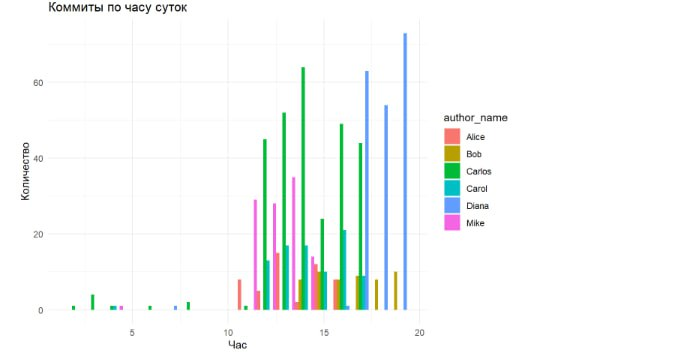 Коммиты по часу суток
60
40
20
0
Количество
5
10
15
20
Час
author_name
Alice
Bob
Carlos
Carol
Diana
Mike